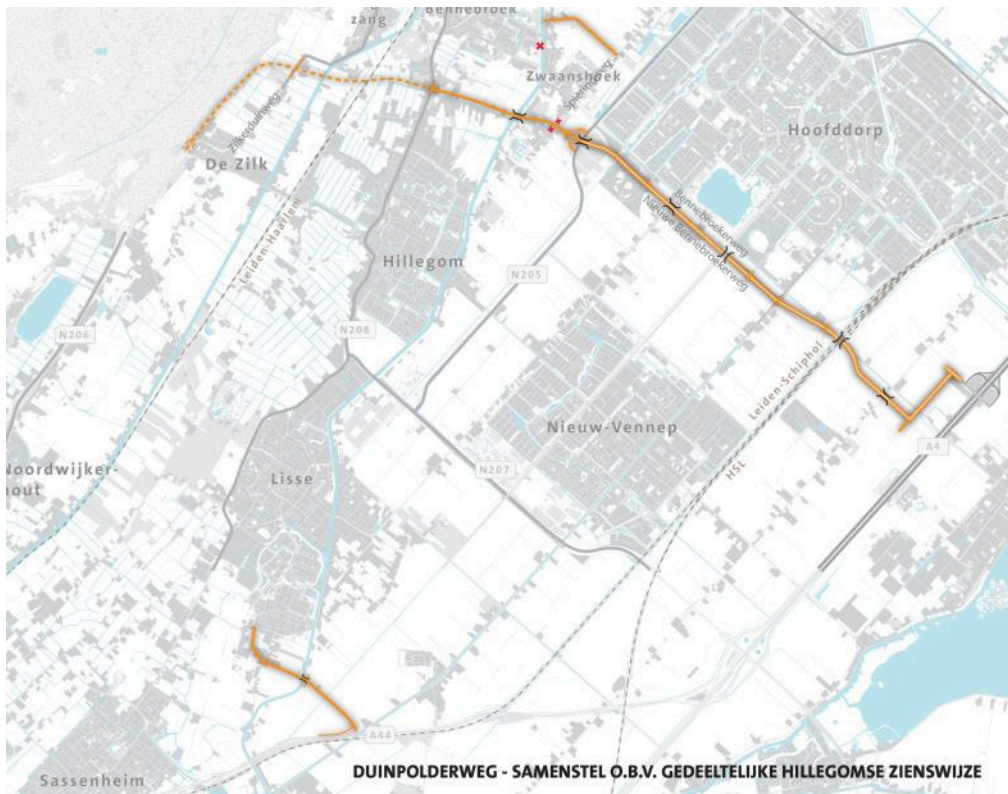 zang
Bennebroek
Zwaanshoek
Spieringweg
Hoofddorp
Zilkerduinweg
De Zilk
Leiden-Haarlem
Hillegom
Bennebroekerweg
Nieuwe Bennebroekerweg
N205
N206
N208
Leiden-Schiphol
Nieuw-Vennep
A4
HSL
N207
Noordwijker-
hout
Lisse
A44
Sassenheim
DUINPOLDERWEG - SAMENSTEL O.B.V. GEDEELTELIJKE HILLEGOMSE ZIENSWIJZE